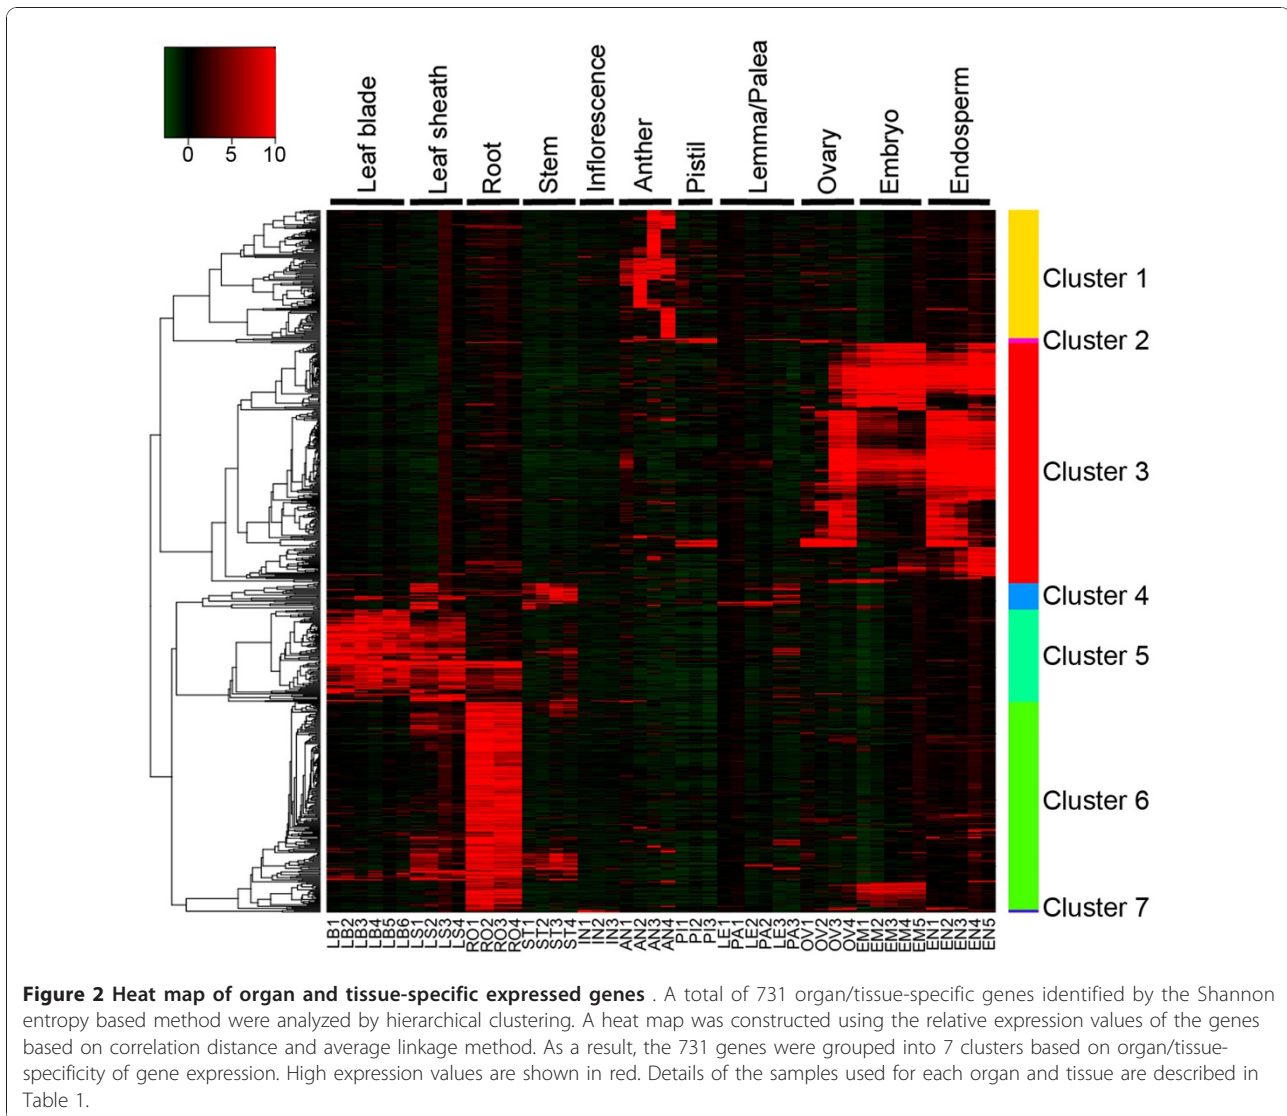 0 5 10
Leaf blade
Leaf sheath
Root
Stem
Inflorescence
Anther
Pistil
Lemma/Palea
Ovary
Embryo
Endosperm
Cluster 1
Cluster 2
Cluster 3
Cluster 4
Cluster 5
Cluster 6
Cluster 7
LB1
LB2
LB3
LB4
LB5
LB6
LS1
LS2
LS3
LS4
RO1
RO2
RO3
RO4
ST1
ST2
ST3
ST4
IN1
IN2
IN3
AN1
AN2
AN3
AN4
PI1
PI2
PI3
LE1
PA1
LE2
PA2
LE3
PA3
OV1
OV2
OV3
OV4
EM1
EM2
EM3
EM4
EM5
EN1
EN2
EN3
EN4
EN5
Figure 2 Heat map of organ and tissue-specific expressed genes . A total of 731 organ/tissue-specific genes identified by the Shannon
entropy based method were analyzed by hierarchical clustering. A heat map was constructed using the relative expression values of the genes
based on correlation distance and average linkage method. As a result, the 731 genes were grouped into 7 clusters based on organ/tissue-
specificity of gene expression. High expression values are shown in red. Details of the samples used for each organ and tissue are described in
Table 1.